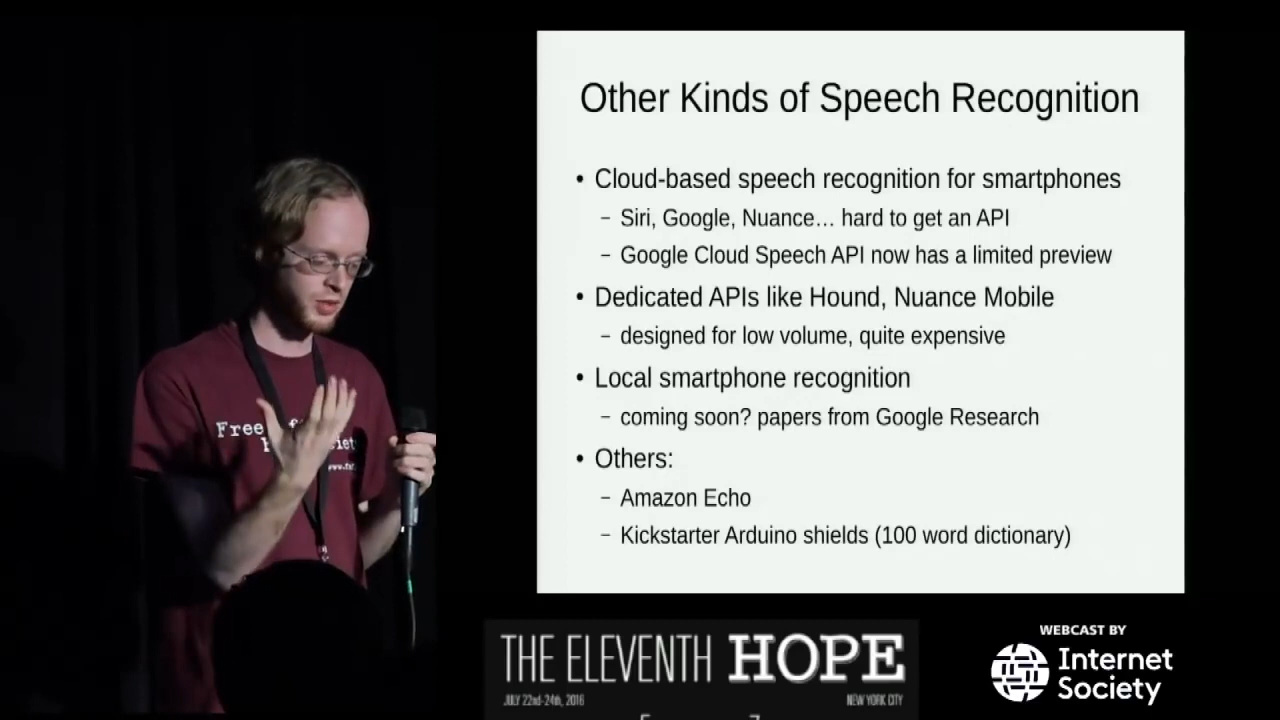 Other Kinds of Speech Recognition
• Cloud-based speech recognition for smartphones
– Siri, Google, Nuance… hard to get an API
– Google Cloud Speech API now has a limited preview
• Dedicated APIs like Hound, Nuance Mobile
– designed for low volume, quite expensive
• Local smartphone recognition
– coming soon? papers from Google Research
• Others:
– Amazon Echo
– Kickstarter Arduino shields (100 word dictionary)
Free
THE ELEVENTH HOPE
JULY 22nd-24th, 2016 NEW YORK CITY
WEBCAST BY
Internet
Society